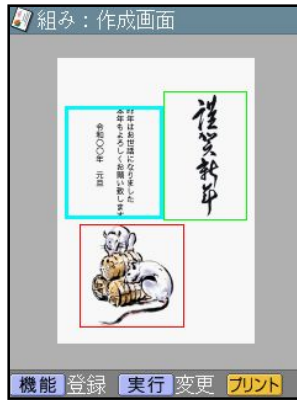 組み：作成画面
謹賀新年
昨年はお世話になりました
本年もよろしくお願い致します
令和〇〇年　元旦
機能 登録 実行 変更 プリント